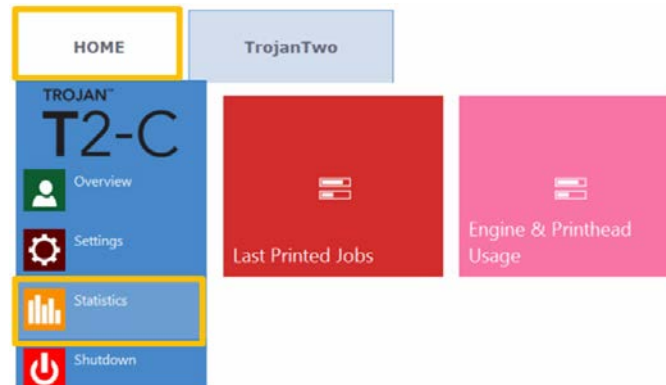 HOME
TrojanTwo
TROJAN™
T2-C
Overview
Settings
Statistics
Shutdown
Last Printed Jobs
Engine & Printhead
Usage